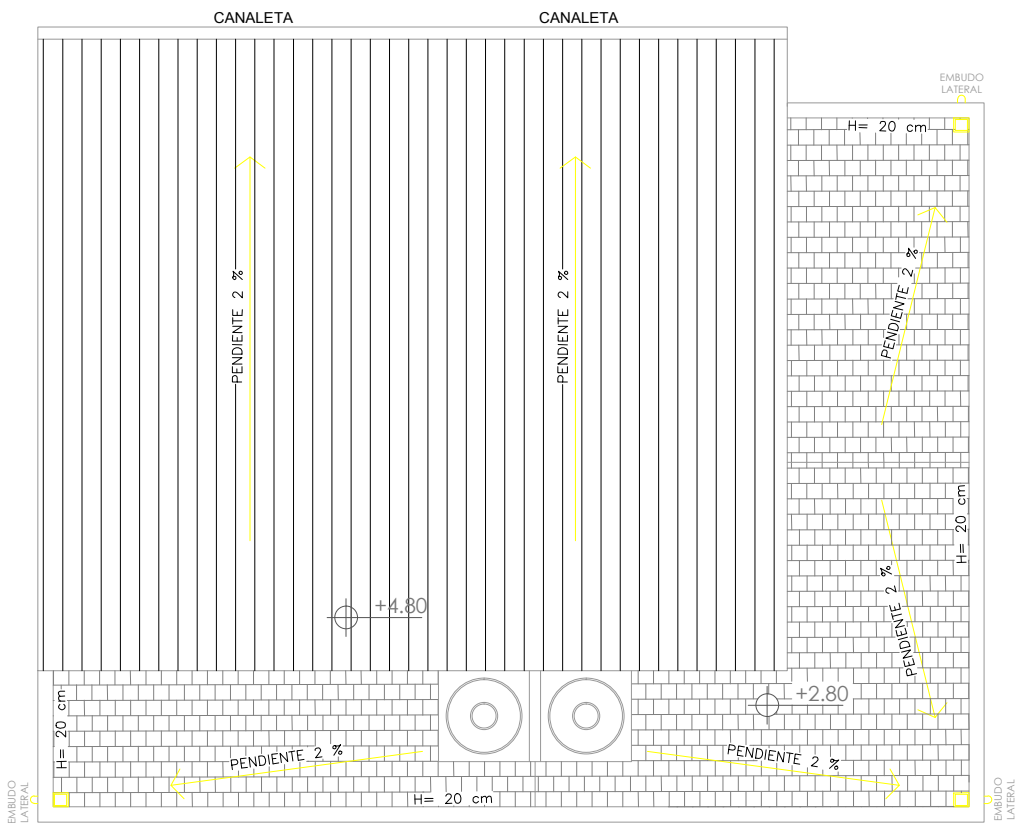 CANALETA
CANALETA
EMBUDO
LATERAL
H= 20 cm
PENDIENTE 2 %
PENDIENTE 2 %
PENDIENTE 2 %
H= 20 cm
PENDIENTE 2 %
+4.80
+2.80
H= 20 cm
PENDIENTE 2 %
PENDIENTE 2 %
H= 20 cm
EMBUDO
LATERAL
EMBUDO
LATERAL